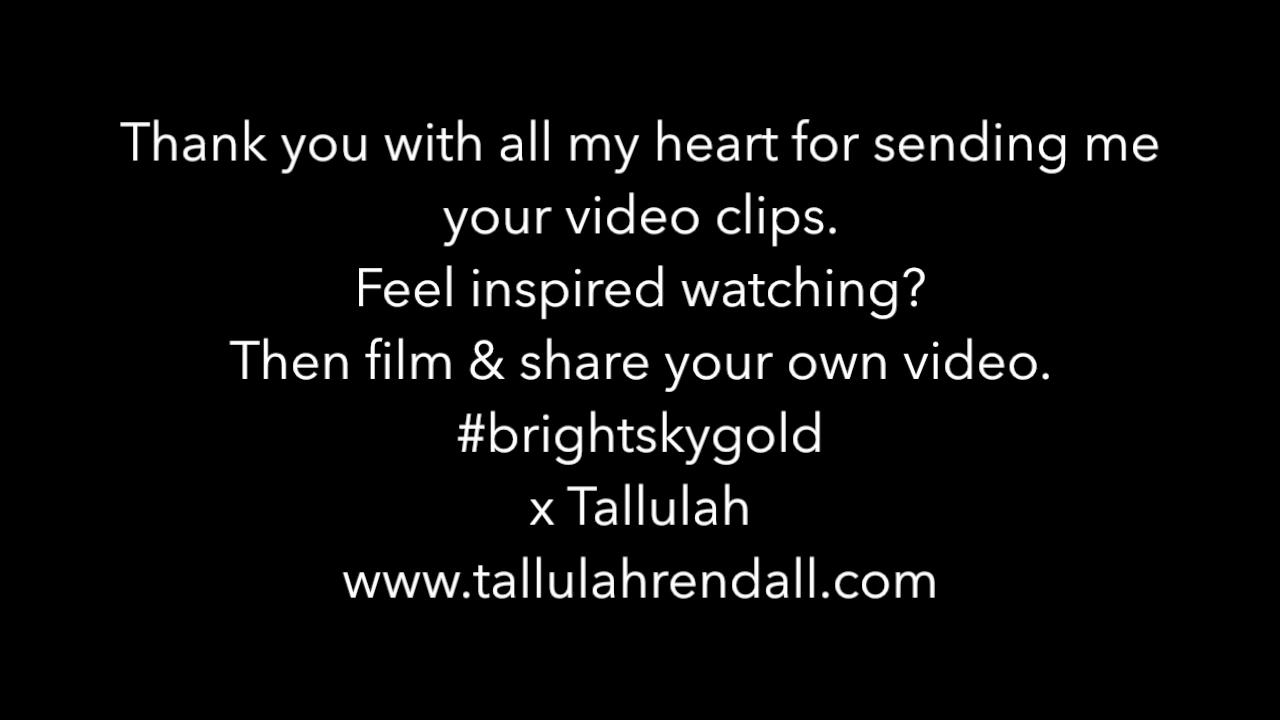 Thank you with all my heart for sending me
your video clips.
Feel inspired watching?
Then film & share your own video.
#brightskygold
x Tallulah
www.tallulahrendall.com